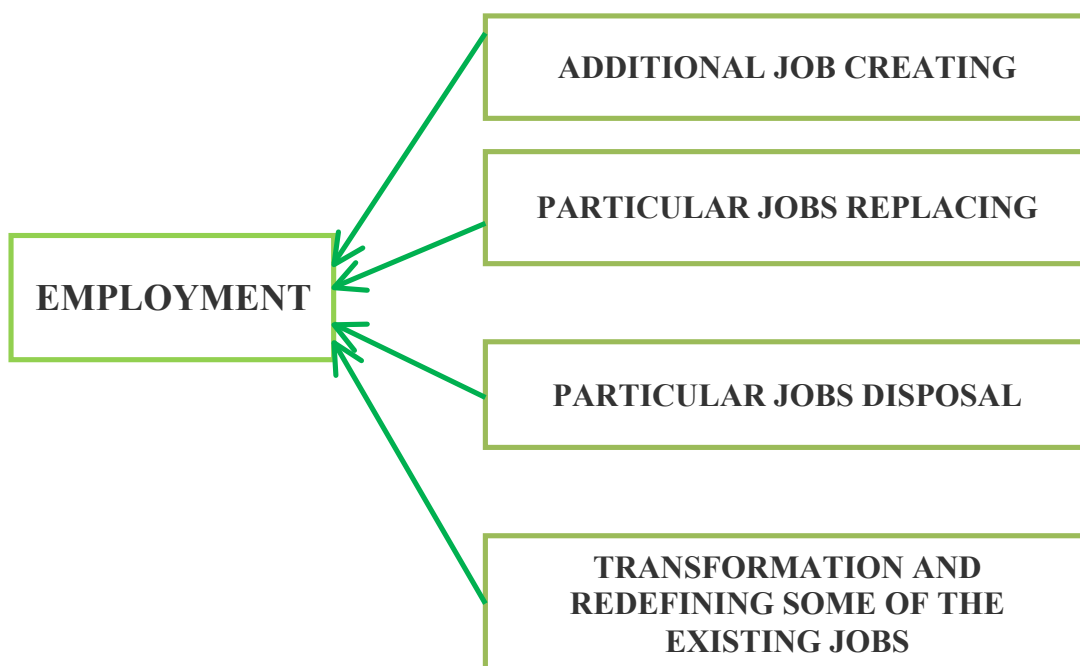 ADDITIONAL JOB CREATING
PARTICULAR JOBS REPLACING
EMPLOYMENT
PARTICULAR JOBS DISPOSAL
TRANSFORMATION AND
REDEFINING SOME OF THE
EXISTING JOBS